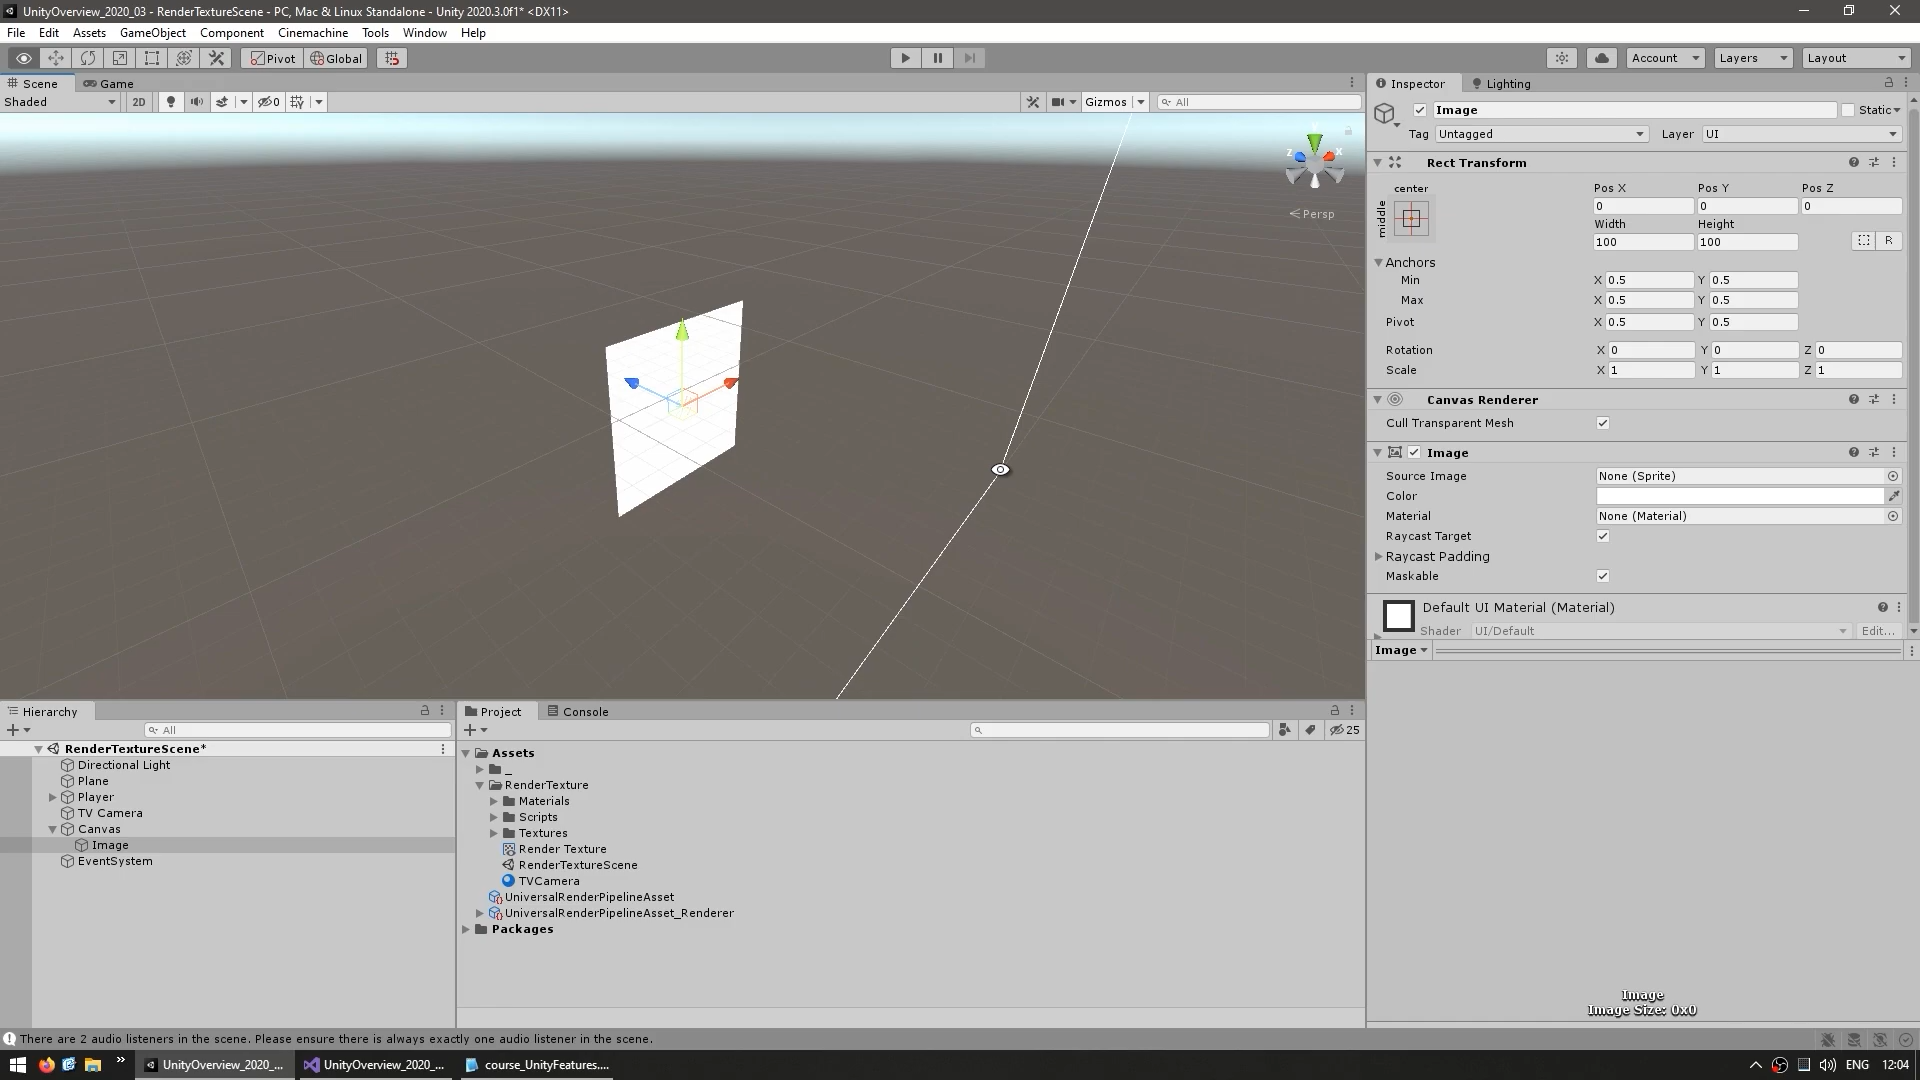 UnityOverview_2020_03 - RenderTextureScene - PC, Mac & Linux Standalone - Unity 2020.3.0f1* <DX11>
File Edit Assets GameObject Component Cinemachine Tools Window Help
Pivot Global Account Layers Layout
Scene Game
Shaded 2D 0 Gizmos All
Z X
Persp
Inspector Lighting
Image Static
Tag Untagged Layer UI
Rect Transform
center
middle
Pos X Pos Y Pos Z
0 0 0
Width Height
100 100 R
Anchors
Min X 0.5 Y 0.5
Max X 0.5 Y 0.5
Pivot X 0.5 Y 0.5
Rotation X 0 Y 0 Z 0
Scale X 1 Y 1 Z 1
Canvas Renderer
Cull Transparent Mesh
Image
Source Image None (Sprite)
Color
Material None (Material)
Raycast Target
Raycast Padding
Maskable
Default UI Material (Material)
Shader UI/Default Edit...
Image
Image
Image Size: 0x0
Hierarchy
All
RenderTextureScene*
Directional Light
Plane
Player
TV Camera
Canvas
Image
EventSystem
Project Console
25
Assets
_
RenderTexture
Materials
Scripts
Textures
Render Texture
RenderTextureScene
TVCamera
UniversalRenderPipelineAsset
UniversalRenderPipelineAsset_Renderer
Packages
There are 2 audio listeners in the scene. Please ensure there is always exactly one audio listener in the scene.
UnityOverview_2020_... UnityOverview_2020_... course_UnityFeatures.... ENG 12:04